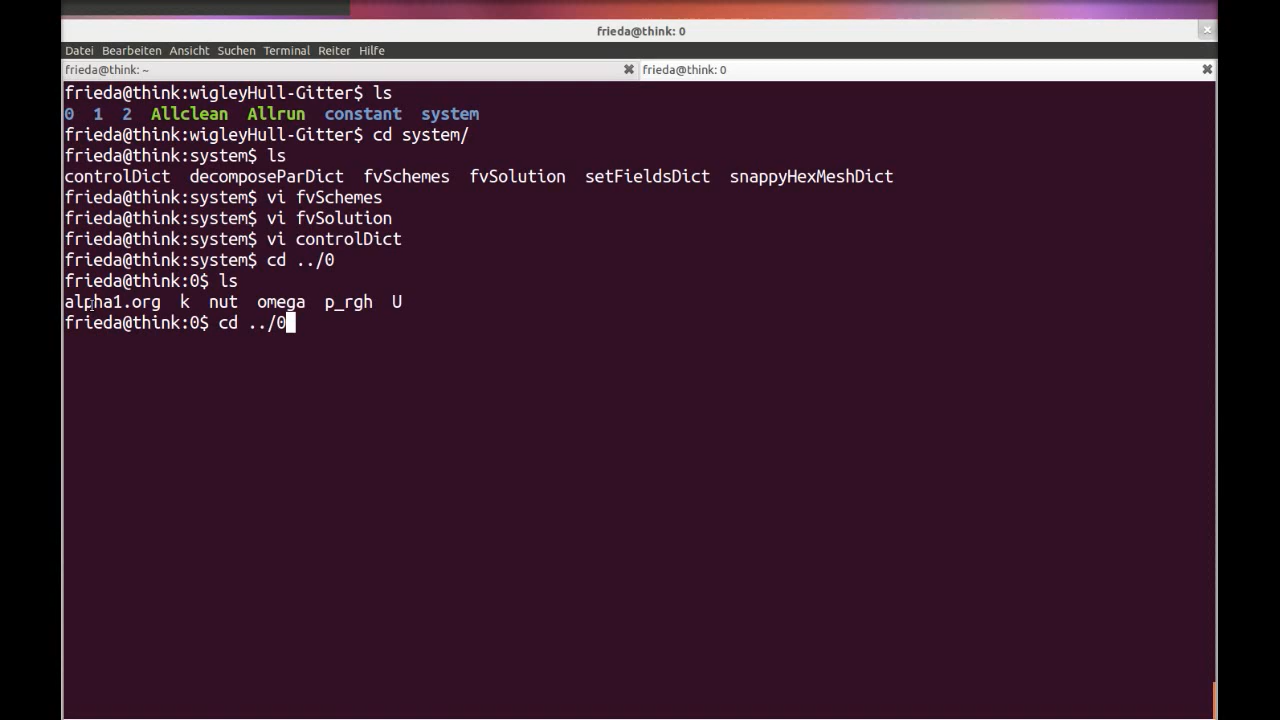 frieda@think: 0
Datei Bearbeiten Ansicht Suchen Terminal Reiter Hilfe
frieda@think: ~ frieda@think: 0
frieda@think:wigleyHull-Gitter$ ls
0 1 2 Allclean Allrun constant system
frieda@think:wigleyHull-Gitter$ cd system/
frieda@think:system$ ls
controlDict decomposeParDict fvSchemes fvSolution setFieldsDict snappyHexMeshDict
frieda@think:system$ vi fvSchemes
frieda@think:system$ vi fvSolution
frieda@think:system$ vi controlDict
frieda@think:system$ cd ../0
frieda@think:0$ ls
alpha1.org k nut omega p_rgh U
frieda@think:0$ cd ../0